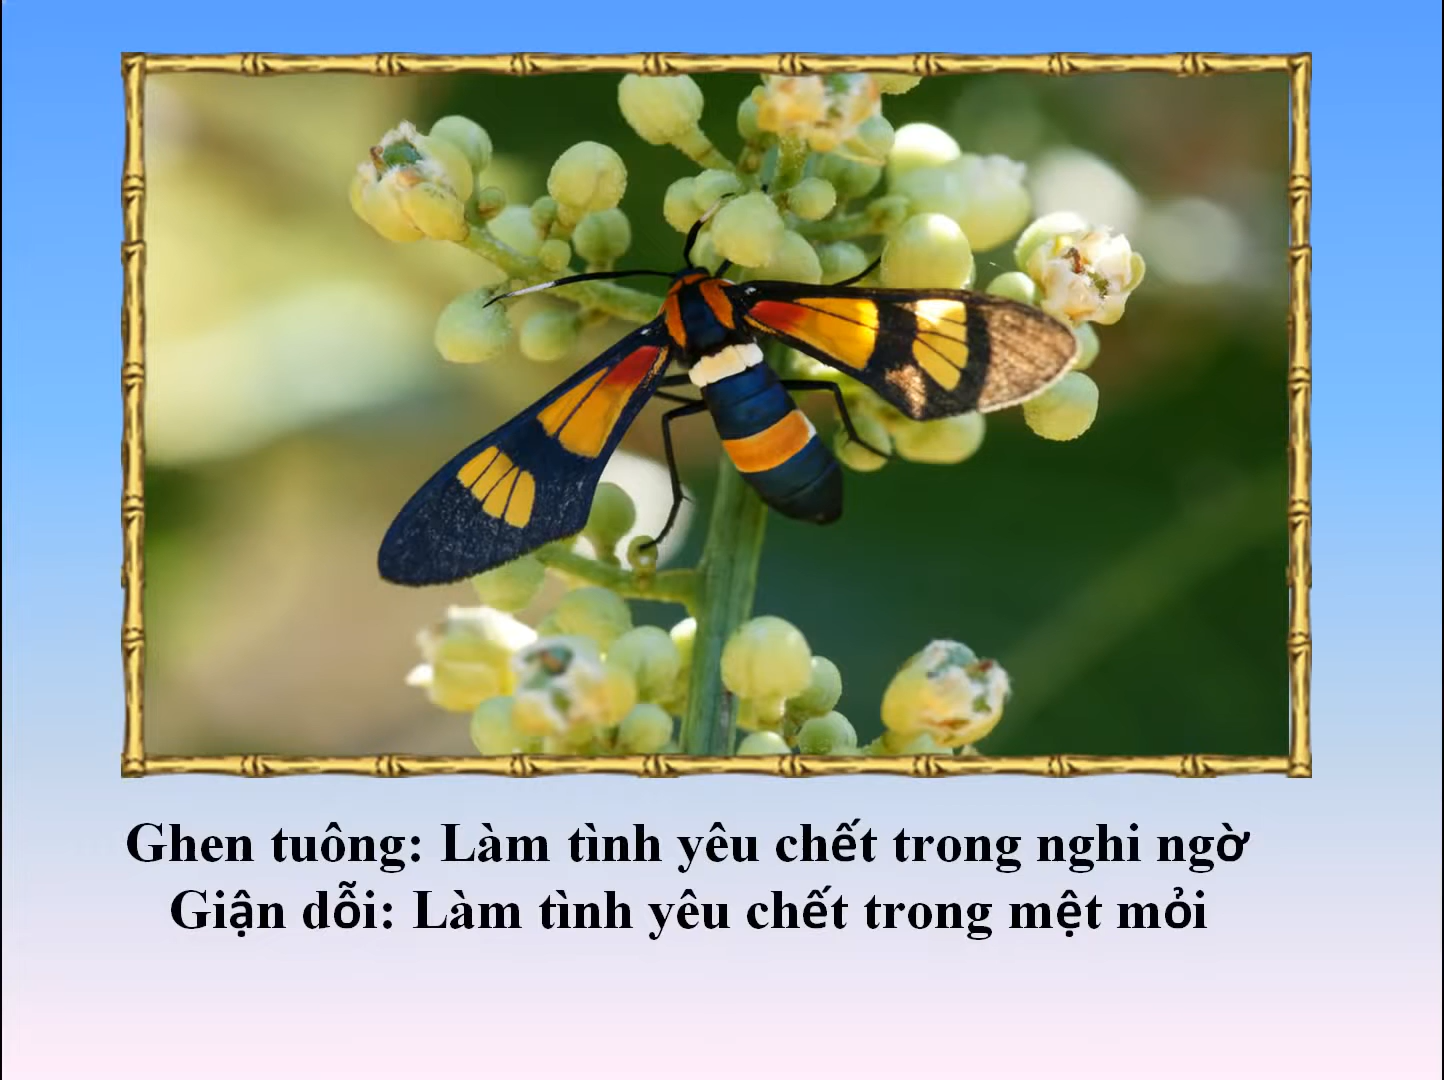 Ghen tuông: Làm tình yêu chết trong nghi ngờ
Giận dỗi: Làm tình yêu chết trong mệt mỏi